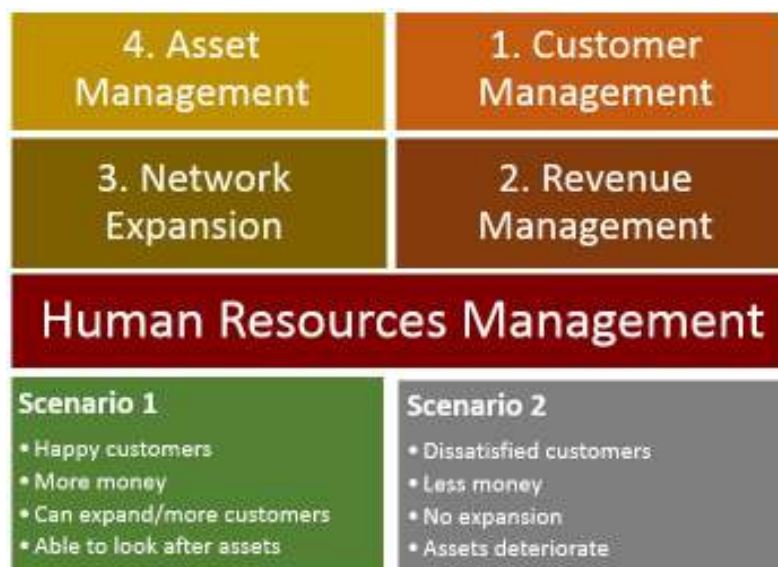 4. Asset
Management
1. Customer
Management
3. Network
Expansion
2. Revenue
Management
Human Resources Management
Scenario 1
• Happy customers
• More money
• Can expand/more customers
• Able to look after assets
Scenario 2
• Dissatisfied customers
• Less money
• No expansion
• Assets deteriorate